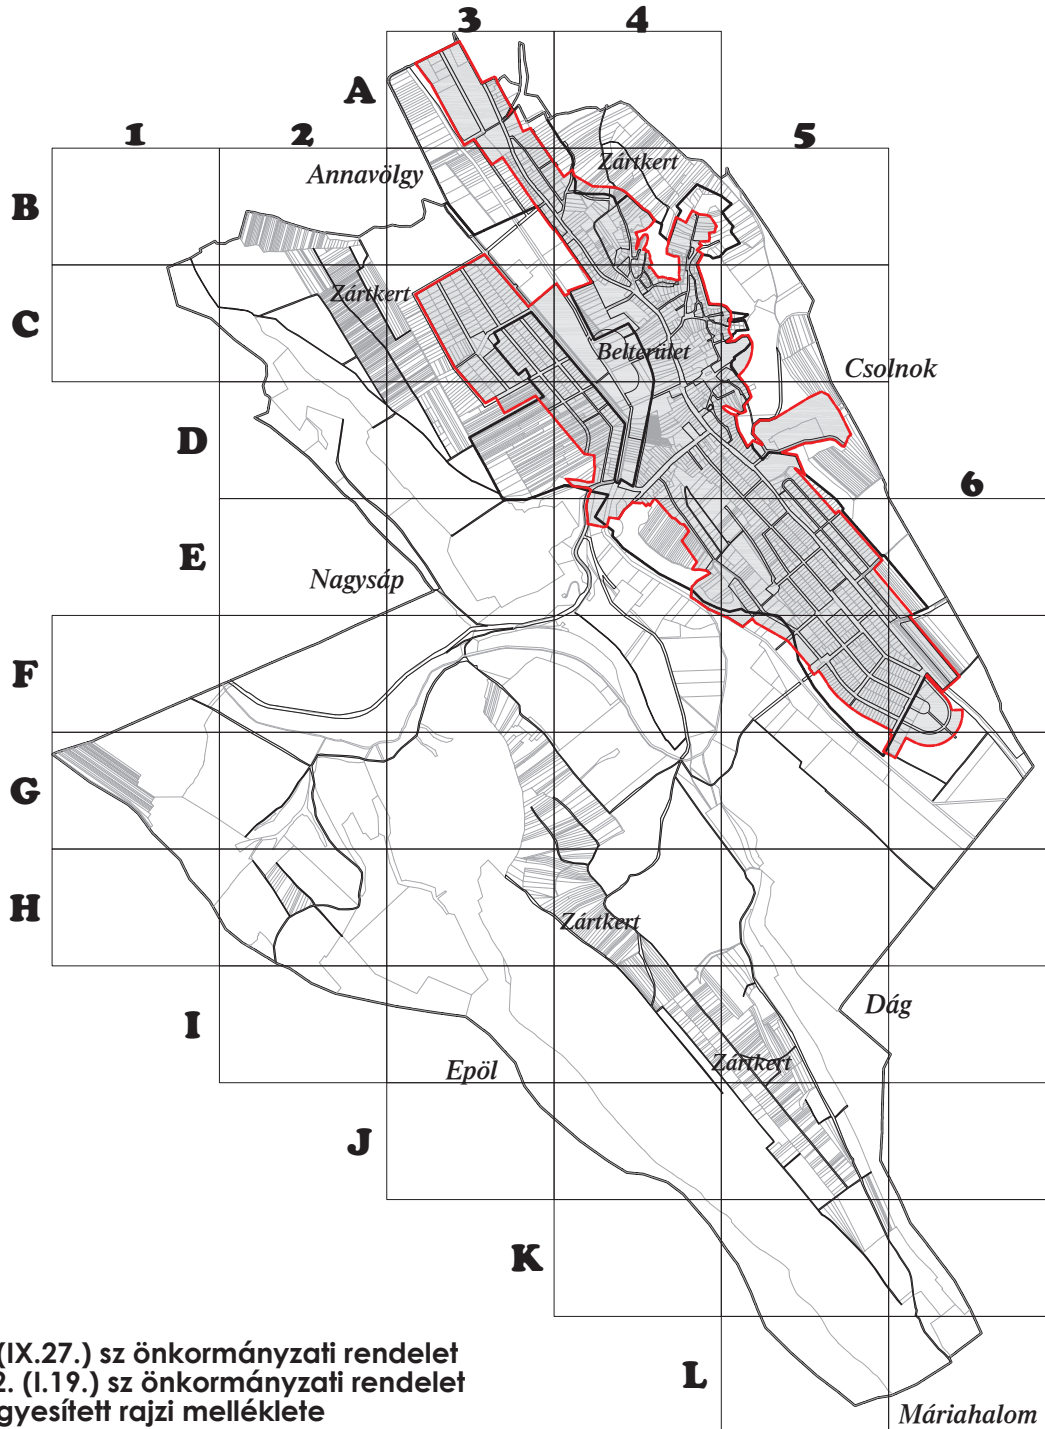 3
4
A
1
2
5
Zártkert
Annavölgy
B
Zártkert
C
Belterület
Csolnok
D
6
E
Nagysáp
F
G
H
Zártkert
Dág
I
Zártkert
Epöl
J
K
(IX.27.) sz önkormányzati rendelet
2. (I.19.) sz önkormányzati rendelet
gyesített rajzi melléklete
L
Máriahalom